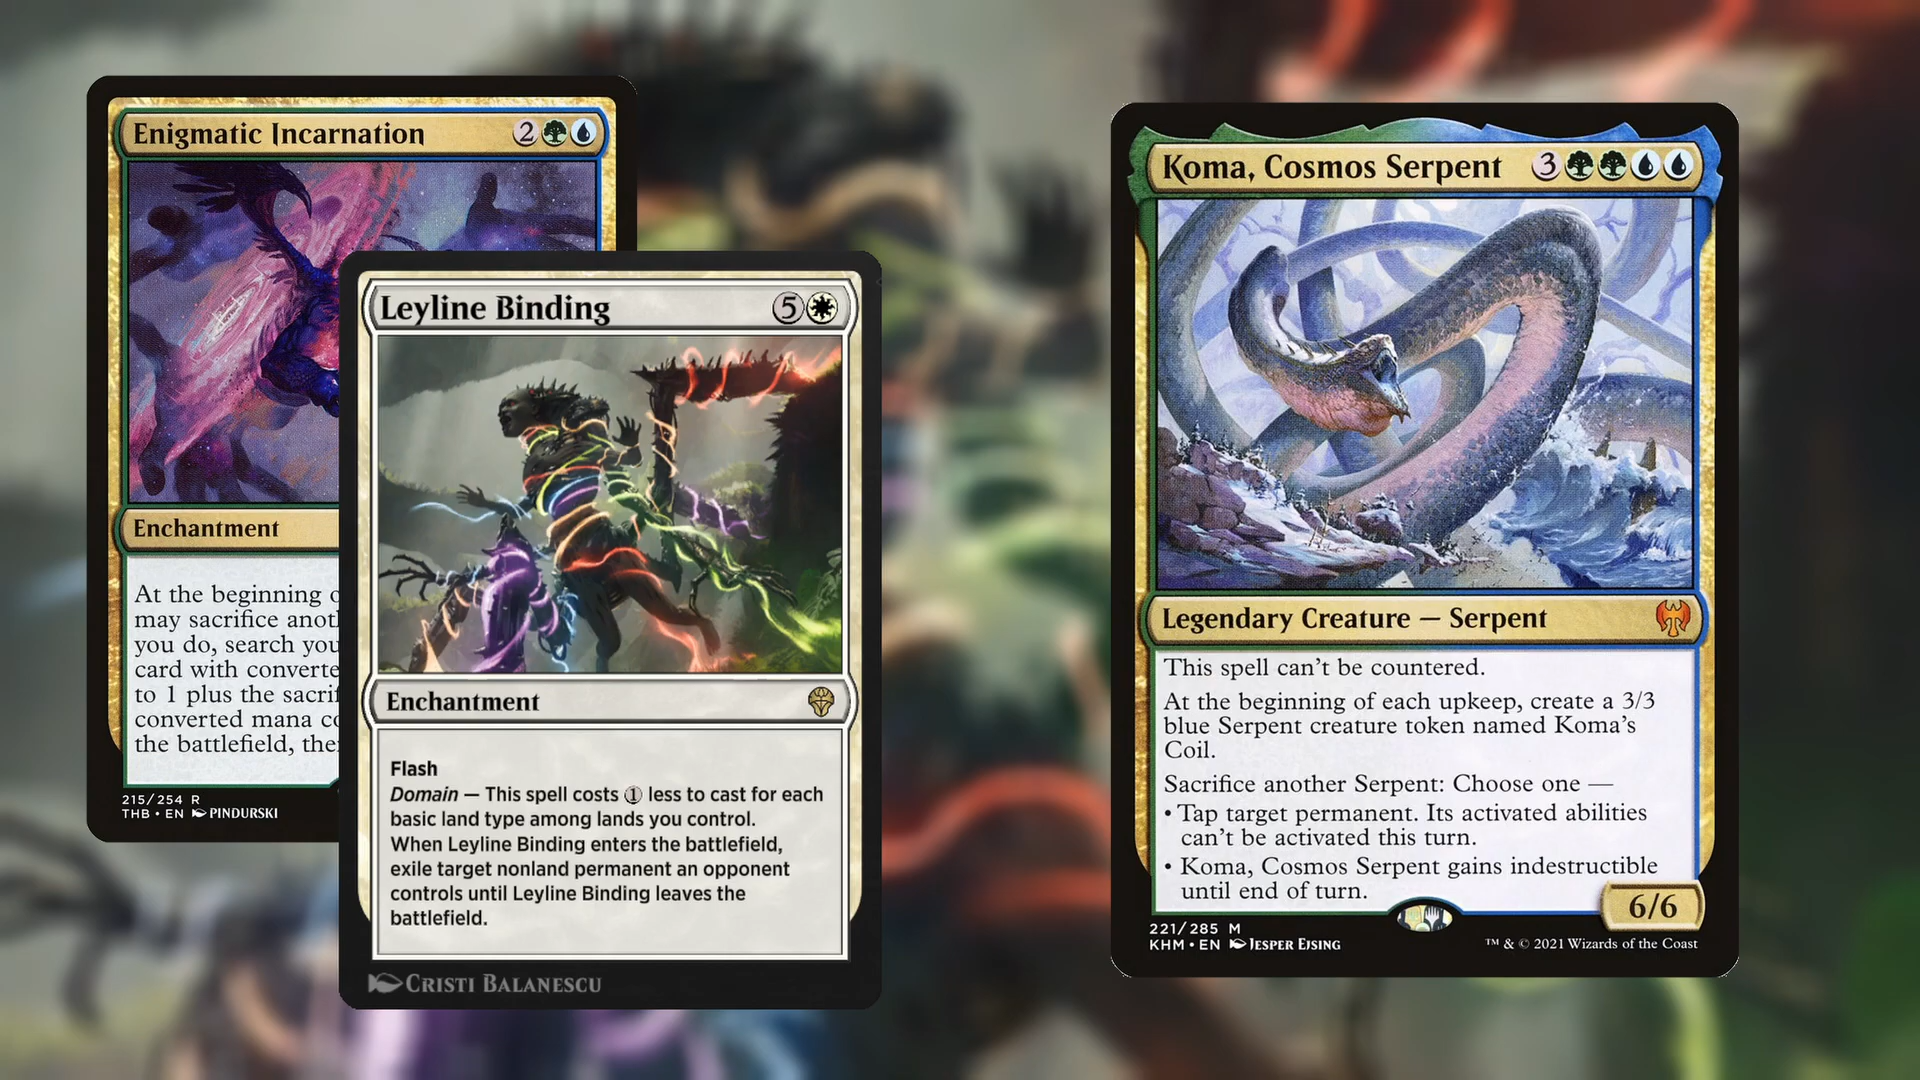 Enigmatic Incarnation 2
Enchantment
At the beginning
may sacrifice
you do, search
card with
to 1 plus the
converted mana
the battlefield,
215/254 R
THB • EN PINDURSKI
Leyline Binding 5
Enchantment
Flash
Domain — This spell costs 1 less to cast for each
basic land type among lands you control.
When Leyline Binding enters the battlefield,
exile target nonland permanent an opponent
controls until Leyline Binding leaves the
battlefield.
CRISTI BALANESCU
Koma, Cosmos Serpent 3
Legendary Creature — Serpent
This spell can't be countered.
At the beginning of each upkeep, create a 3/3
blue Serpent creature token named Koma's
Coil.
Sacrifice another Serpent: Choose one —
• Tap target permanent. Its activated abilities
can't be activated this turn.
• Koma, Cosmos Serpent gains indestructible
until end of turn.
6/6
221/285 M
KHM • EN JESPER EJSING
™ & © 2021 Wizards of the Coast